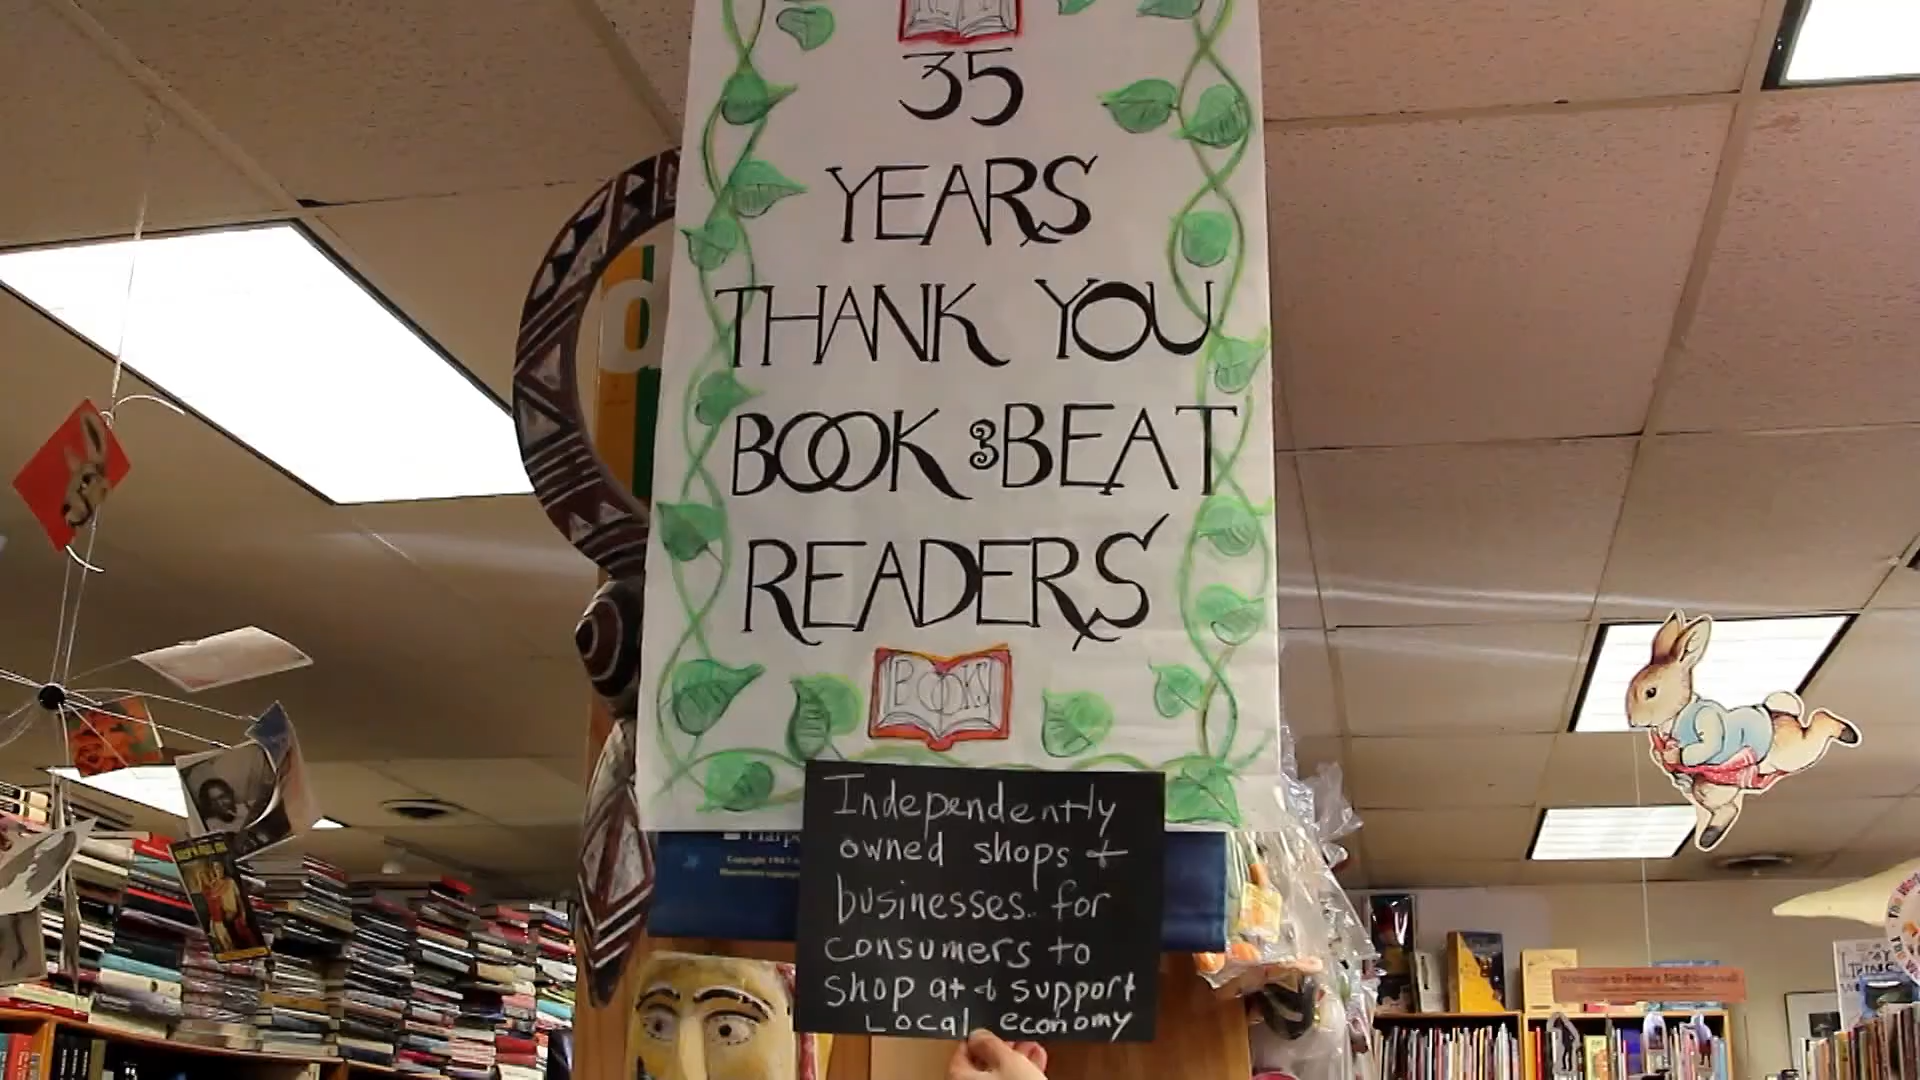 35
YEARS
THANK YOU
BOOK & BEAT
READERS
BOOKS
Independently
owned shops +
businesses.. for
consumers to
shop at & support
Local economy